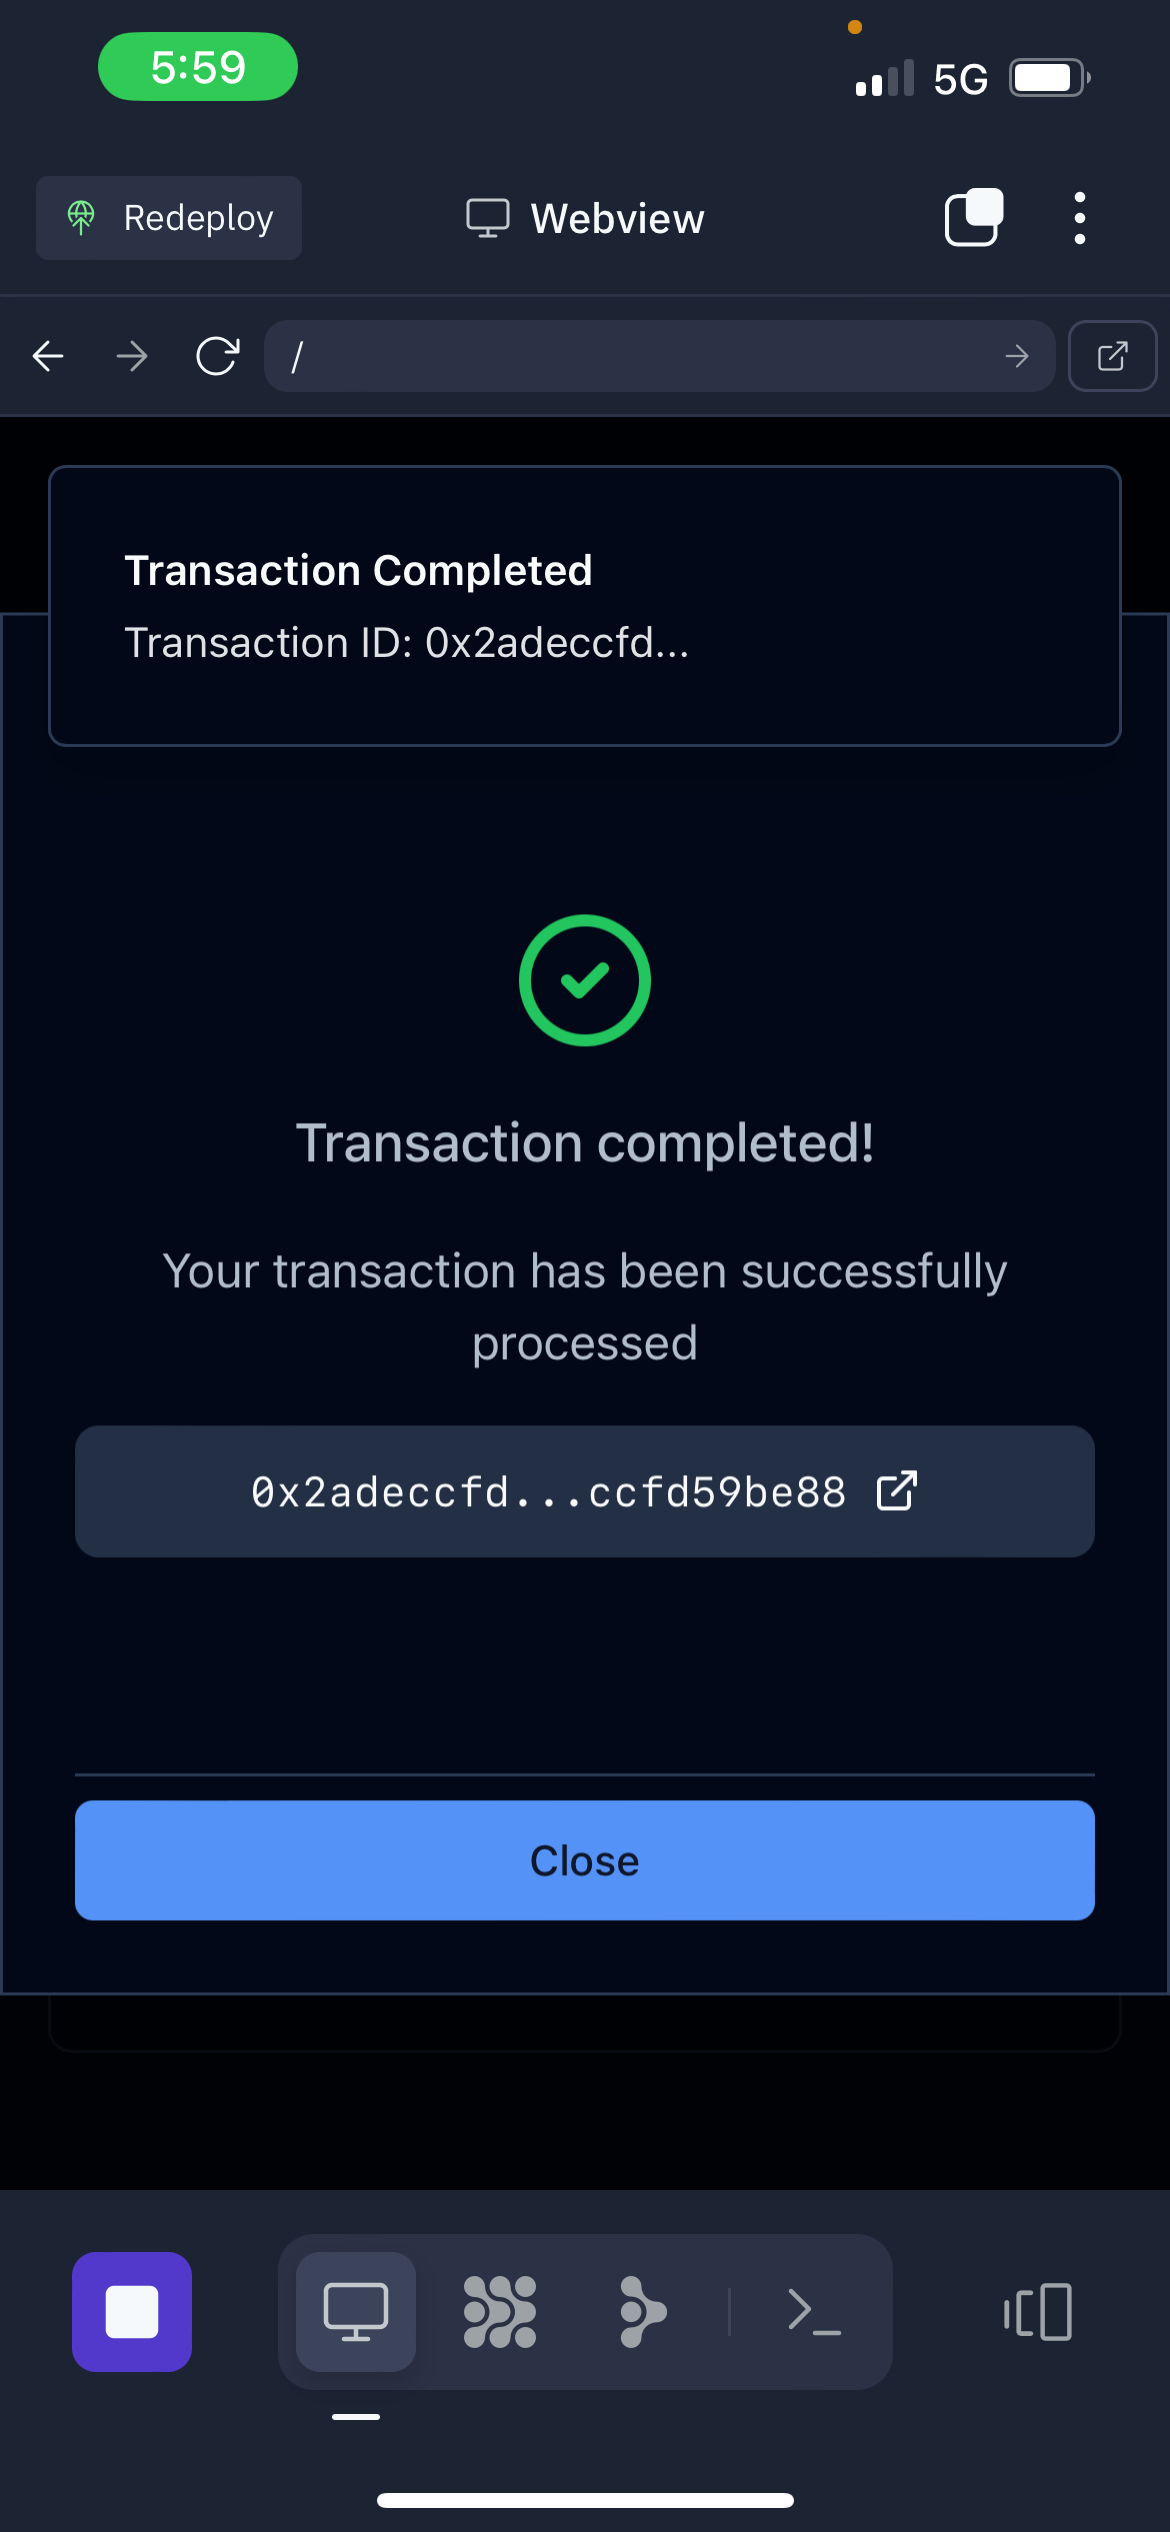 5:59
5G
Redeploy
Webview
/
Transaction Completed
Transaction ID: 0x2adeccfd...
Transaction completed!
Your transaction has been successfully
processed
0x2adeccfd...ccfd59be88
Close